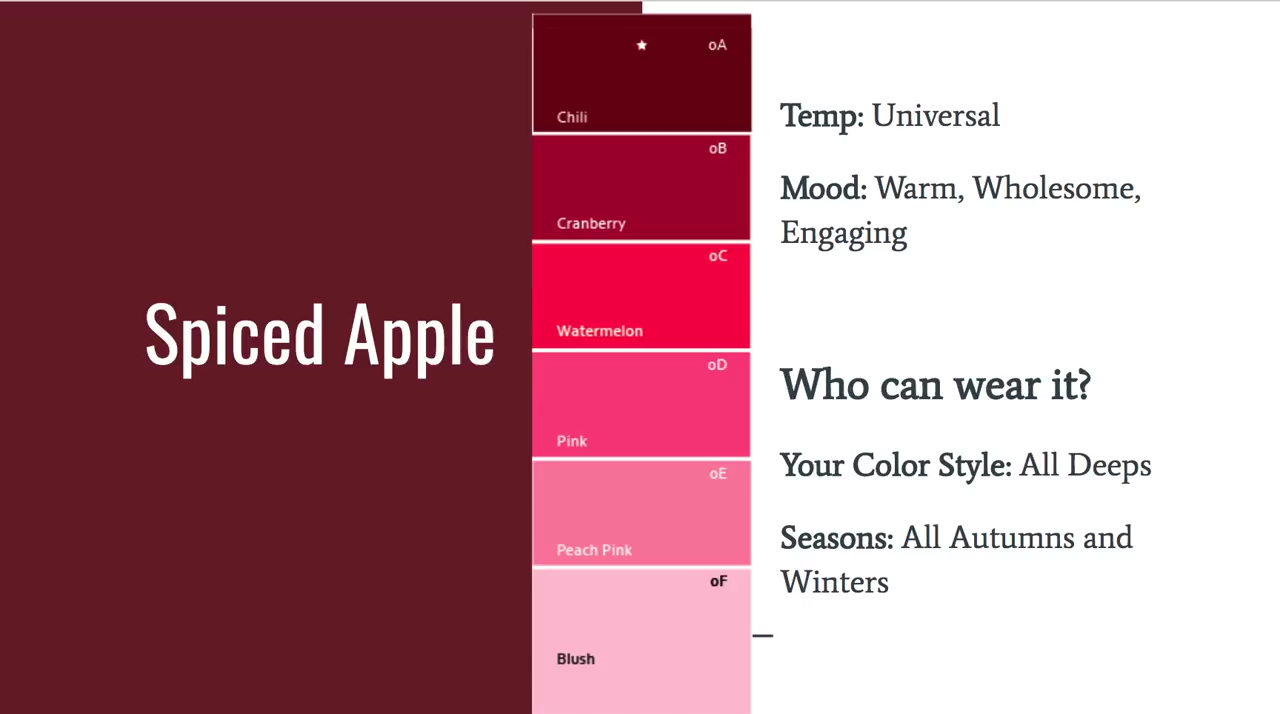 Spiced Apple
★ oA
Chili
oB
Cranberry
oC
Watermelon
oD
Pink
oE
Peach Pink
oF
Blush
Temp: Universal
Mood: Warm, Wholesome,
Engaging
Who can wear it?
Your Color Style: All Deeps
Seasons: All Autumns and
Winters